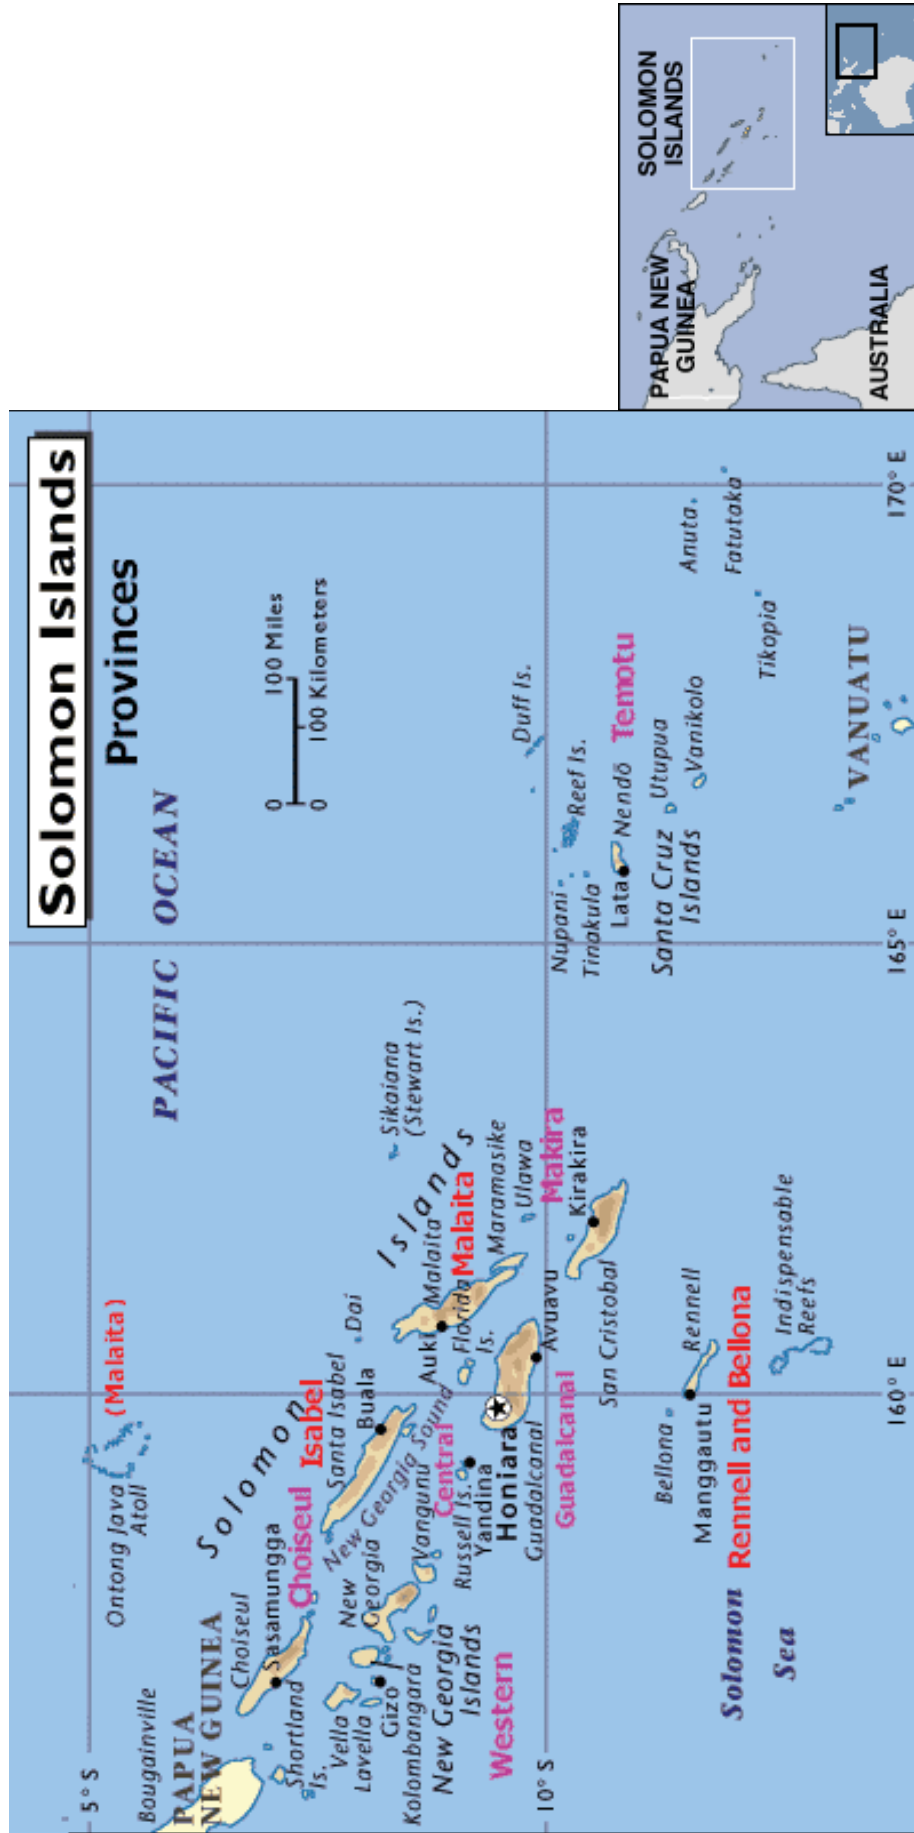 Solomon Islands
Provinces
PACIFIC OCEAN
0 100 Miles
0 100 Kilometers
5° S
Ontong Java
Atoll
(Malaita)
Bougainville
PAPUA
NEW GUINEA
Choiseul
Sasamungga
Choiseul
Solomon
Islands
Isabel
Santa Isabel
Buala
Dai
Sikaiana
(Stewart Is.)
Shortland
Is.
Vella
Lavella
Gizo
Kolombangara
New
Georgia
New Georgia Sound
Vangunu
New Georgia
Islands
Western
Central
Russell Is.
Yandina
Honiara
Guadalcanal
Guadalcanal
Auki
Malaita
Malaita
Florida
Is.
Maramasike
Ulawa
Makira
Kirakira
Avuavu
San Cristobal
10° S
Duff Is.
Reef Is.
Nupani
Tinakula
Lata
Nendö
Temotu
Santa Cruz
Islands
Utupua
Vanikolo
Anuta
Fatutaka
Tikopia
VANUATU
Bellona
Rennell
Manggautu
Rennell and Bellona
Indispensable
Reefs
Solomon
Sea
160° E
165° E
170° E
PAPUA NEW
GUINEA
SOLOMON
ISLANDS
AUSTRALIA